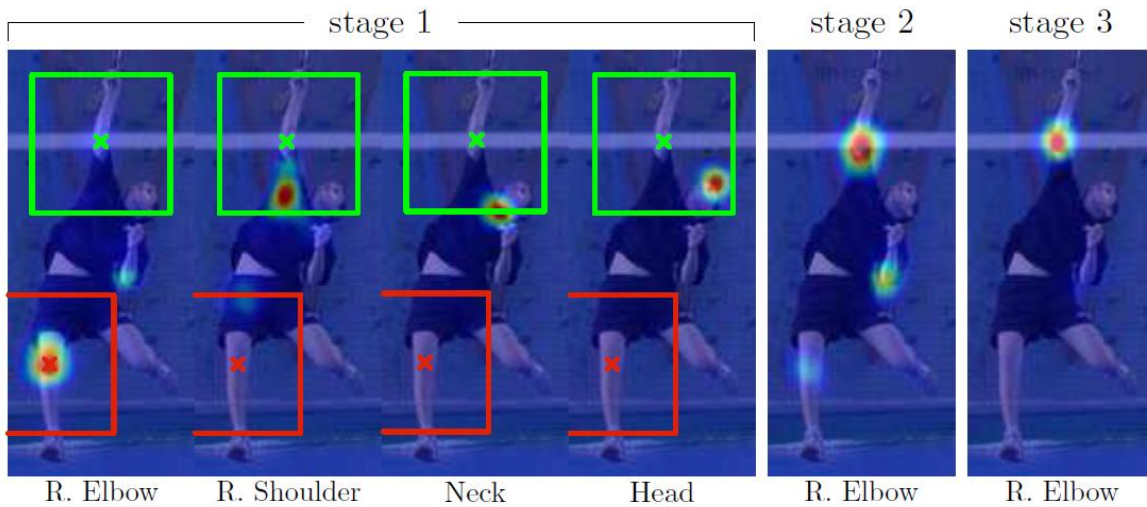 stage 1
stage 2
stage 3
R. Elbow
R. Shoulder
Neck
Head
R. Elbow
R. Elbow